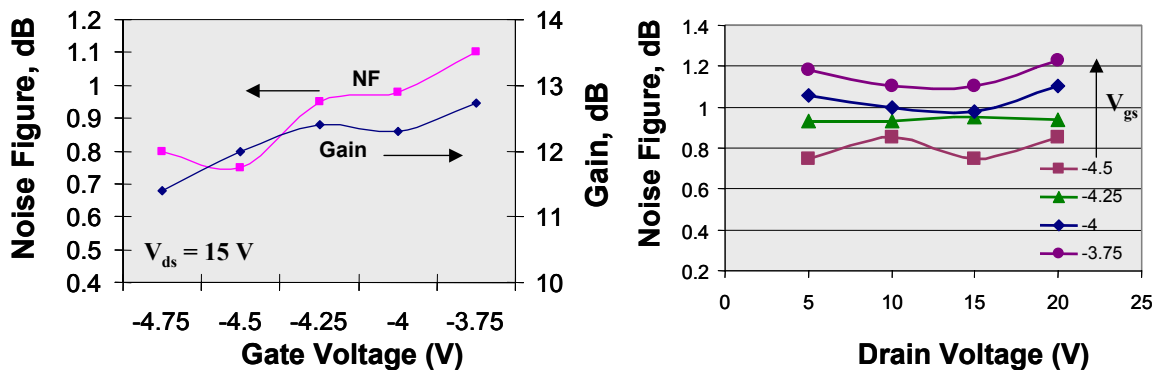 Noise Figure, dB
1.2
1.1
1
0.9
0.8
0.7
0.6
0.5
0.4
NF
Gain
Vds = 15 V
14
13
12
11
10
Gain, dB
-4.75 -4.5 -4.25 -4 -3.75
Gate Voltage (V)
Noise Figure, dB
1.4
1.2
1
0.8
0.6
0.4
0.2
Vgs
-4.5
-4.25
-4
-3.75
0 5 10 15 20 25
Drain Voltage (V)